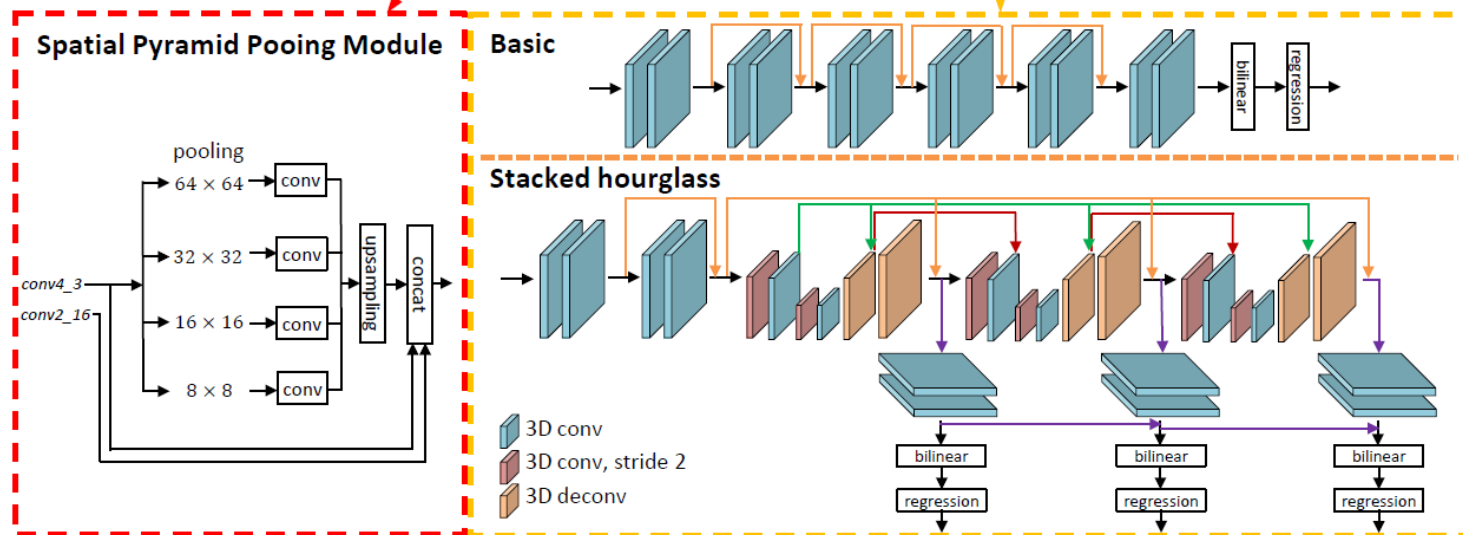 Spatial Pyramid Pooing Module
pooling
64 × 64
conv
32 × 32
conv
16 × 16
conv
8 × 8
conv
conv4_3
conv2_16
upsampling
concat
Basic
bilinear
regression
Stacked hourglass
3D conv
3D conv, stride 2
3D deconv
bilinear
regression
bilinear
regression
bilinear
regression